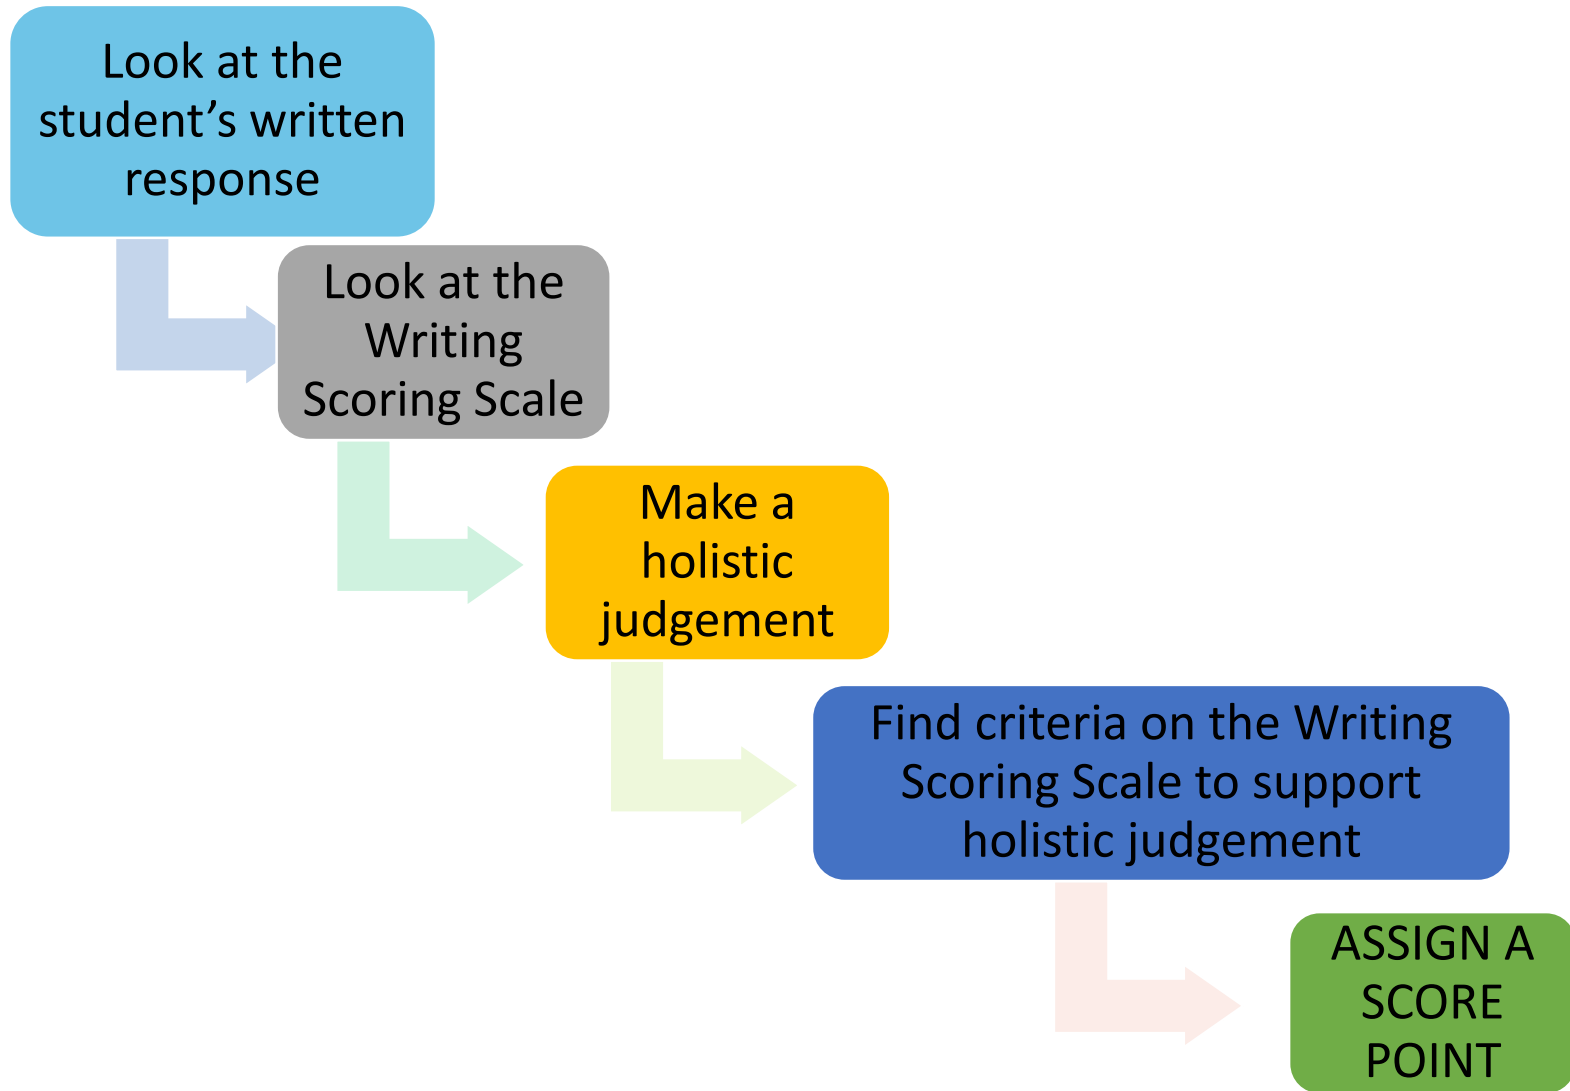 Look at the
student’s written
response
Look at the
Writing
Scoring Scale
Make a
holistic
judgement
Find criteria on the Writing
Scoring Scale to support
holistic judgement
ASSIGN A
SCORE
POINT